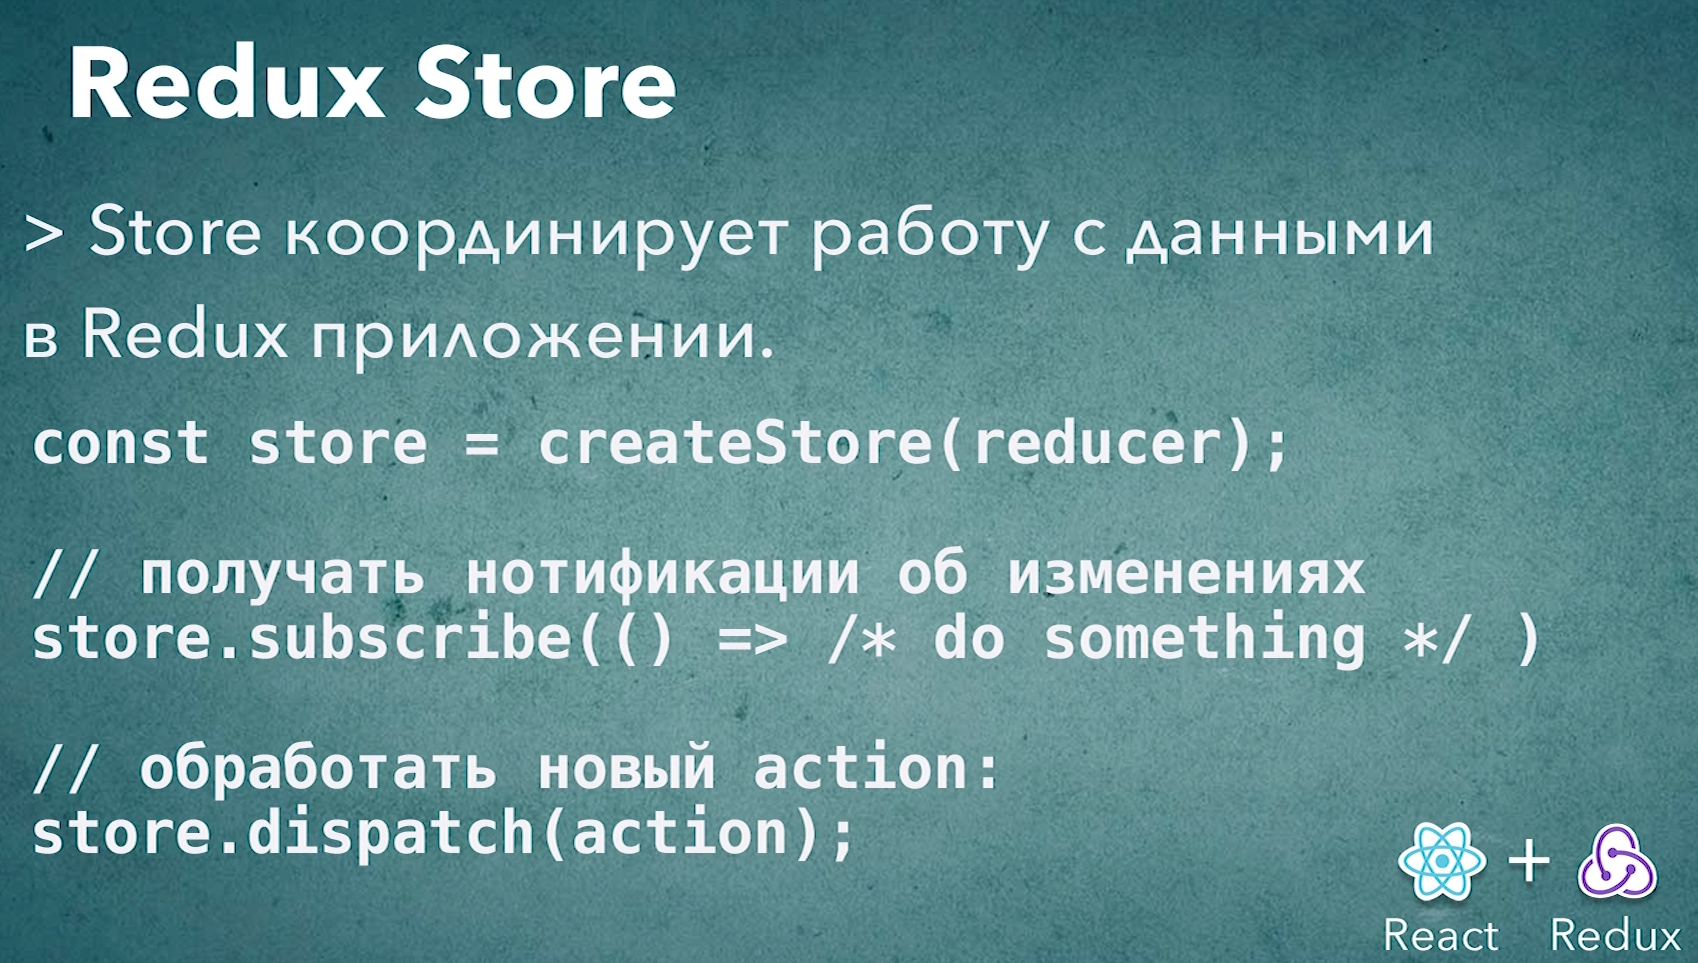 Redux Store
> Store координирует работу с данными
в Redux приложении.
const store = createStore(reducer);
// получать нотификации об изменениях
store.subscribe(() => /* do something */ )
// обработать новый action:
store.dispatch(action);
+
React Redux